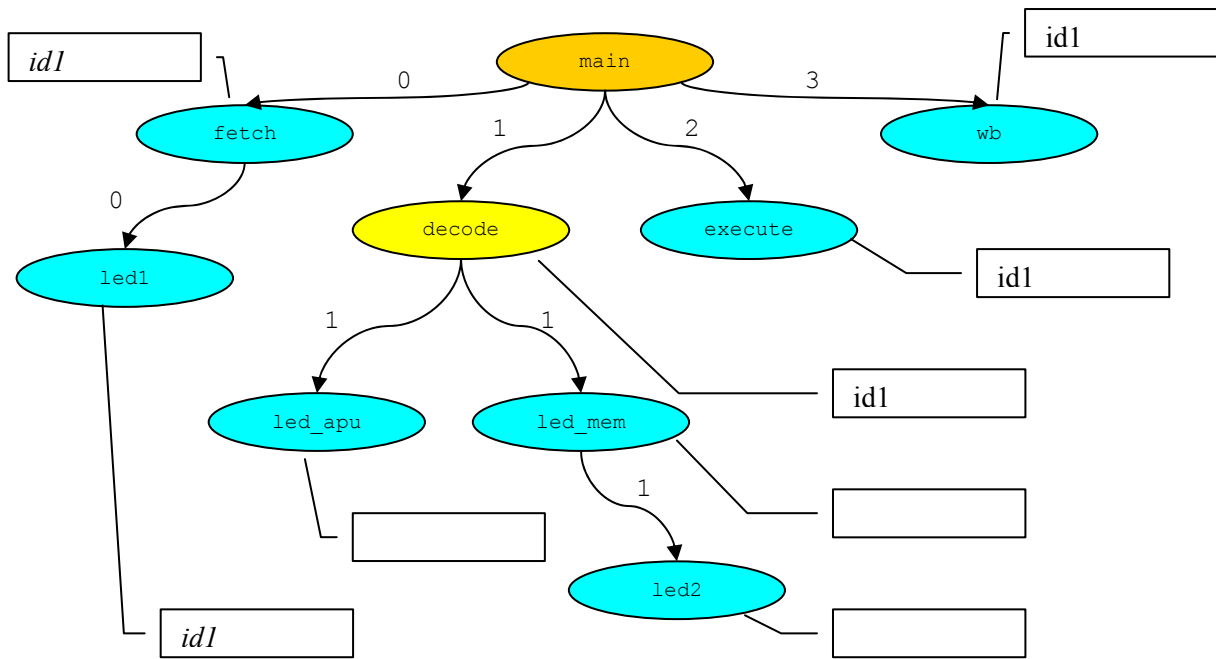 id1
main
id1
0
3
fetch
1
2
wb
0
decode
execute
led1
id1
1
1
id1
led_apu
led_mem
1
led2
id1